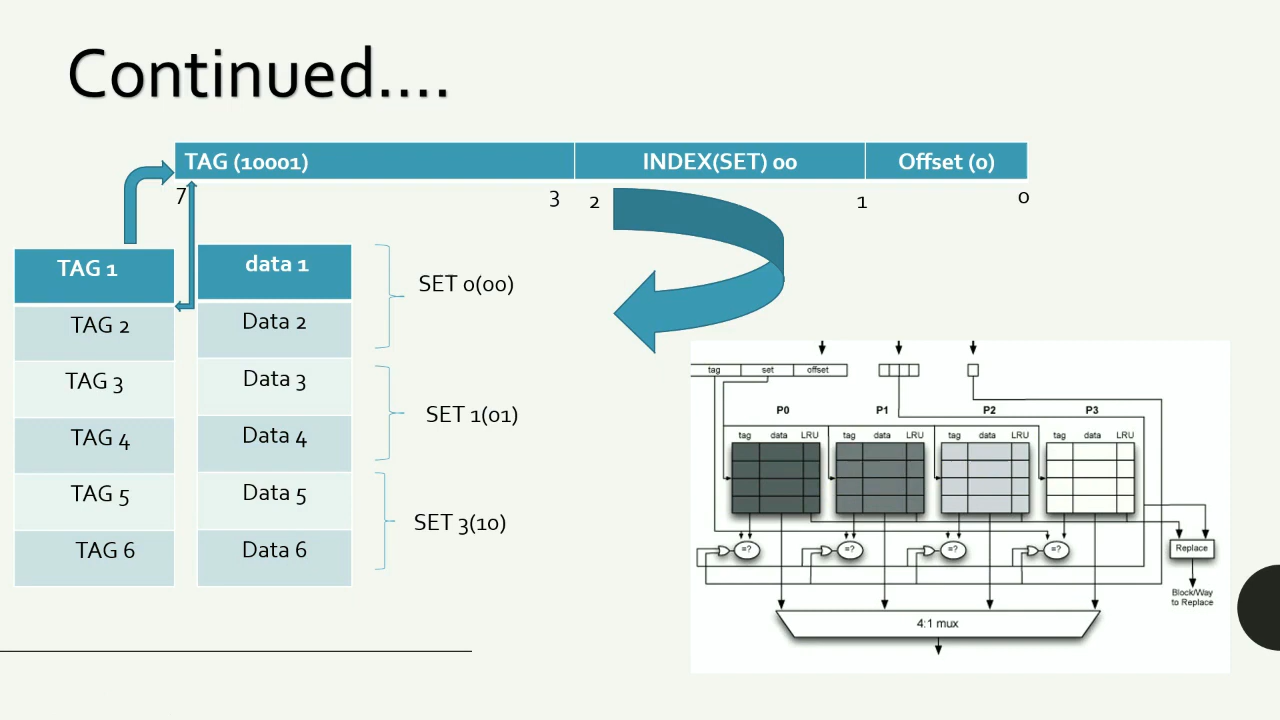 Continued....
TAG (10001) INDEX(SET) 00 Offset (0)
7 3 2 1 0
TAG 1 data 1
TAG 2 Data 2
TAG 3 Data 3
TAG 4 Data 4
TAG 5 Data 5
TAG 6 Data 6
SET 0(00)
SET 1(01)
SET 3(10)
tag set offset
P0 P1 P2 P3
tag data LRU tag data LRU tag data LRU tag data LRU
=? =? =? =?
Replace
Block/Way
to Replace
4:1 mux